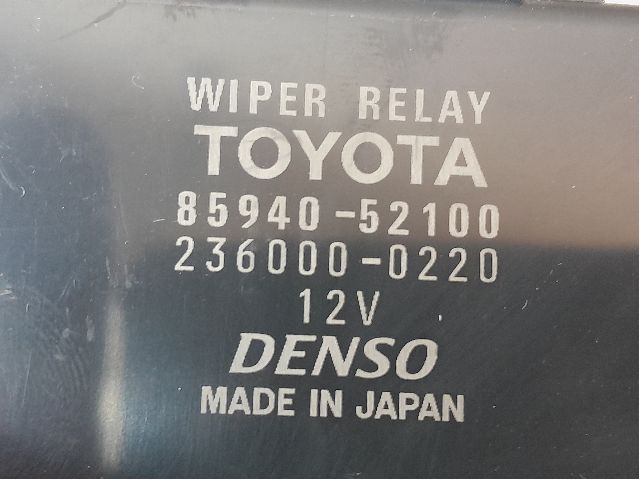 WIPER RELAY
TOYOTA
85940-52100
236000-0220
12V
DENSO
MADE IN JAPAN